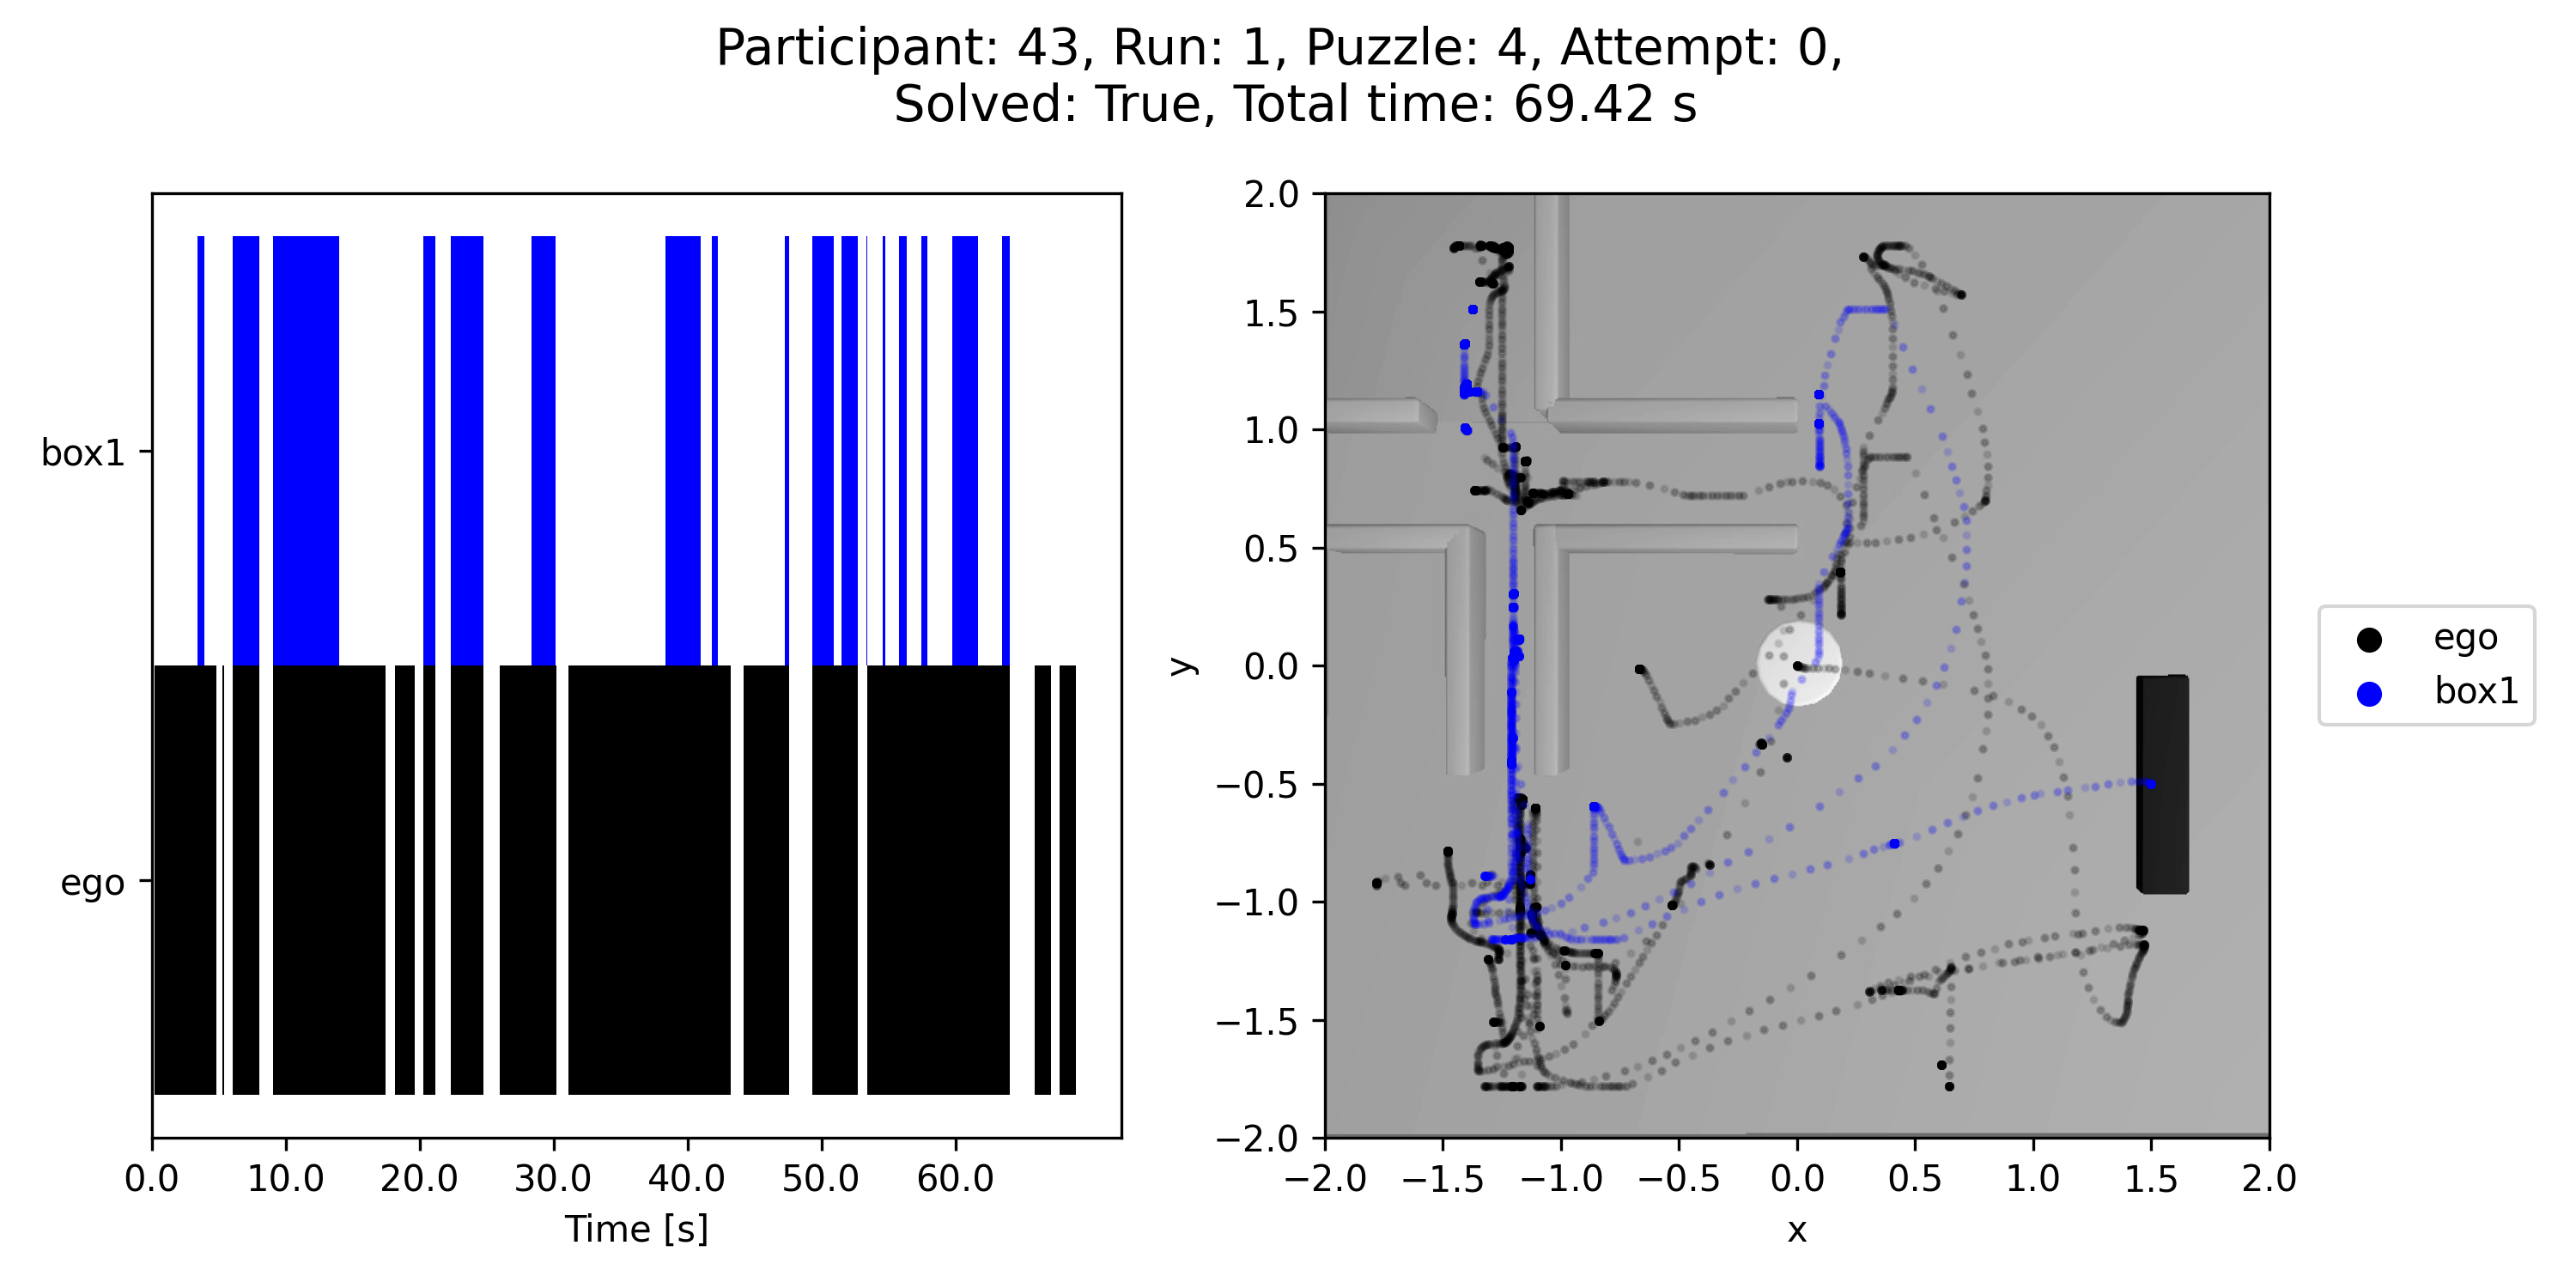 Participant: 43, Run: 1, Puzzle: 4, Attempt: 0,
Solved: True, Total time: 69.42 s
box1
ego
0.0 10.0 20.0 30.0 40.0 50.0 60.0
Time [s]
2.0
1.5
1.0
0.5
0.0
−0.5
−1.0
−1.5
−2.0
y
−2.0 −1.5 −1.0 −0.5 0.0 0.5 1.0 1.5 2.0
x
ego
box1